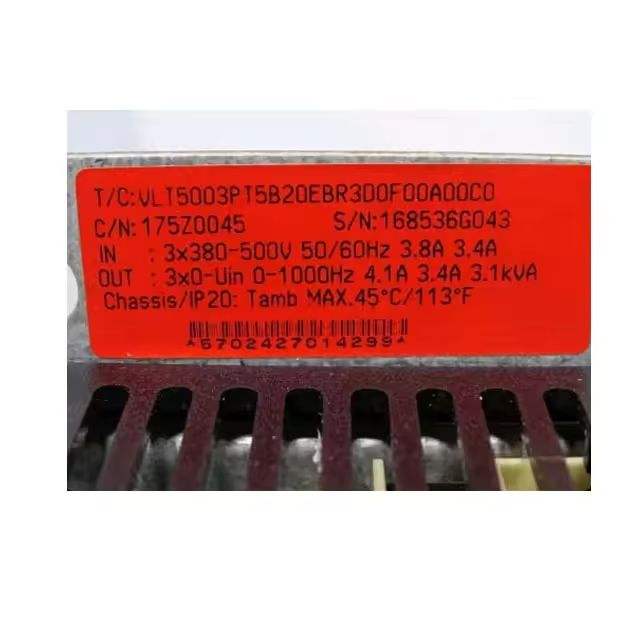 T/C:VLT5003PT5B20EBR3D0F00A00C0
C/N:175Z0045 S/N:168536G043
IN : 3x380-500V 50/60Hz 3.8A 3.4A
OUT : 3x0-Uin 0-1000Hz 4.1A 3.4A 3.1kVA
Chassis/IP20: Tamb MAX.45°C/113°F
*5702427014299*